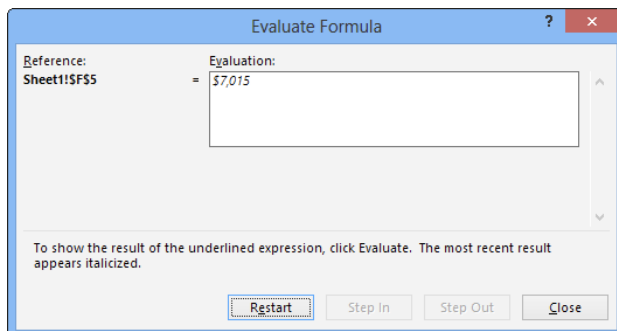 Evaluate Formula
? ×
Reference: Evaluation:
Sheet1!$F$5 = $7,015
To show the result of the underlined expression, click Evaluate. The most recent result
appears italicized.
Restart Step In Step Out Close